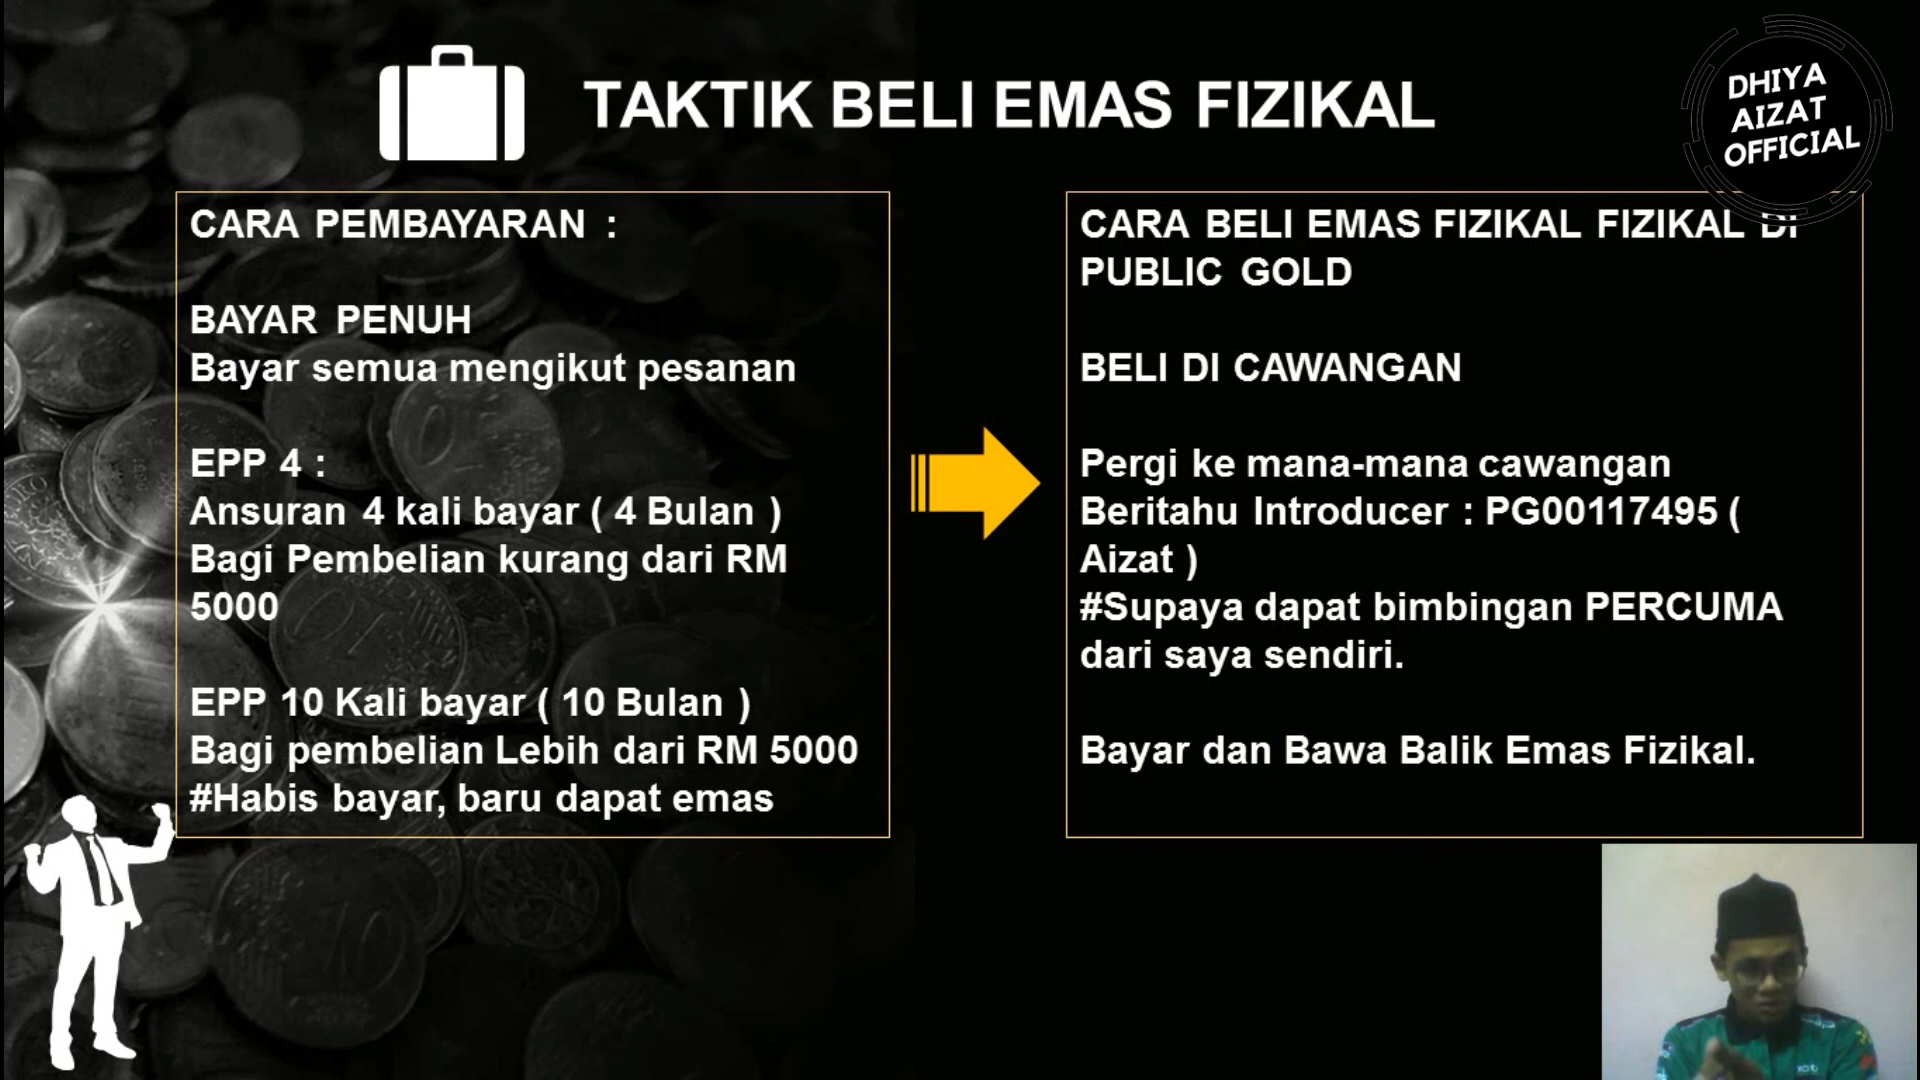 TAKTIK BELI EMAS FIZIKAL
DHIYA
AIZAT
OFFICIAL
CARA PEMBAYARAN :
BAYAR PENUH
Bayar semua mengikut pesanan
EPP 4 :
Ansuran 4 kali bayar ( 4 Bulan )
Bagi Pembelian kurang dari RM
5000
EPP 10 Kali bayar ( 10 Bulan )
Bagi pembelian Lebih dari RM 5000
#Habis bayar, baru dapat emas
CARA BELI EMAS FIZIKAL FIZIKAL DI
PUBLIC GOLD
BELI DI CAWANGAN
Pergi ke mana-mana cawangan
Beritahu Introducer : PG00117495 (
Aizat )
#Supaya dapat bimbingan PERCUMA
dari saya sendiri.
Bayar dan Bawa Balik Emas Fizikal.